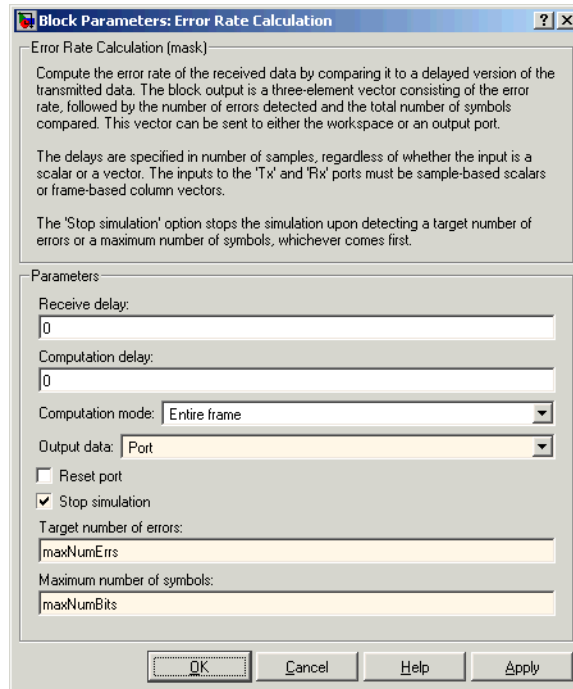 Block Parameters: Error Rate Calculation
Error Rate Calculation (mask)
Compute the error rate of the received data by comparing it to a delayed version of the
transmitted data. The block output is a three-element vector consisting of the error
rate, followed by the number of errors detected and the total number of symbols
compared. This vector can be sent to either the workspace or an output port.
The delays are specified in number of samples, regardless of whether the input is a
scalar or a vector. The inputs to the 'Tx' and 'Rx' ports must be sample-based scalars
or frame-based column vectors.
The 'Stop simulation' option stops the simulation upon detecting a target number of
errors or a maximum number of symbols, whichever comes first.
Parameters
Receive delay:
0
Computation delay:
0
Computation mode: Entire frame
Output data: Port
Reset port
Stop simulation
Target number of errors:
maxNumErrs
Maximum number of symbols:
maxNumBits
OK Cancel Help Apply